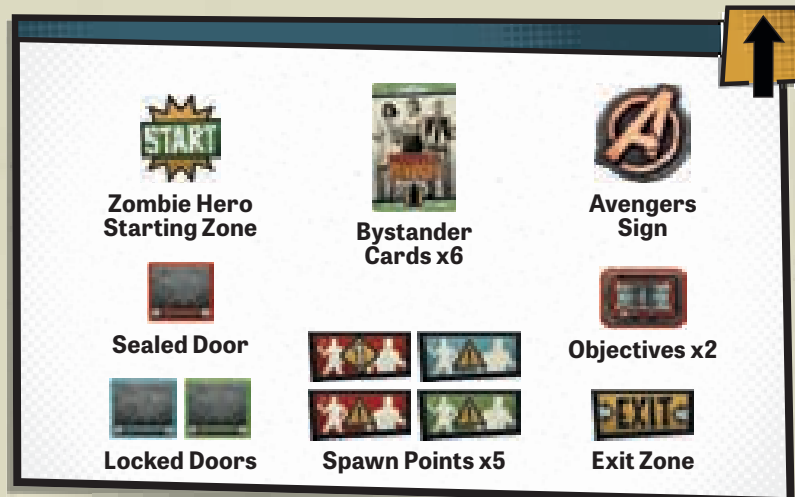 START
Zombie Hero
Starting Zone
Bystander
Cards x6
Avengers
Sign
Sealed Door
Objectives x2
Locked Doors
Spawn Points x5
EXIT
Exit Zone